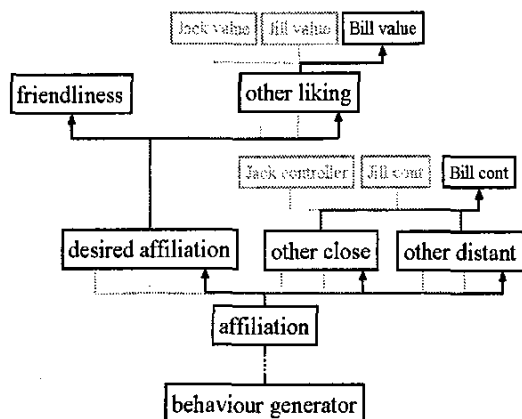 Jack value Jill value Bill value
friendliness other liking
Jack controller Jill cont Bill cont
desired affiliation other close other distant
affiliation
behaviour generator